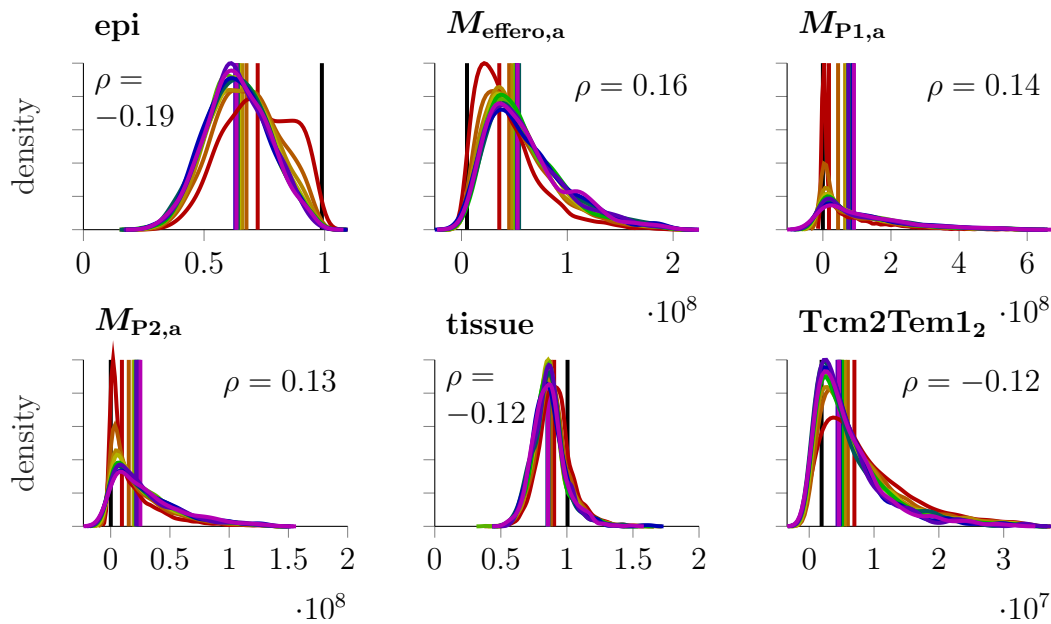 epi
M_effero,a
M_P1,a
ρ =
−0.19
ρ = 0.16
ρ = 0.14
density
0 0.5 1
0 1 2
0 2 4 6
·10^8
·10^8
M_P2,a
tissue
Tcm2Tem1_2
ρ = 0.13
ρ =
−0.12
ρ = −0.12
density
0 0.5 1 1.5 2
0 0.5 1 1.5 2
0 1 2 3
·10^8
·10^7